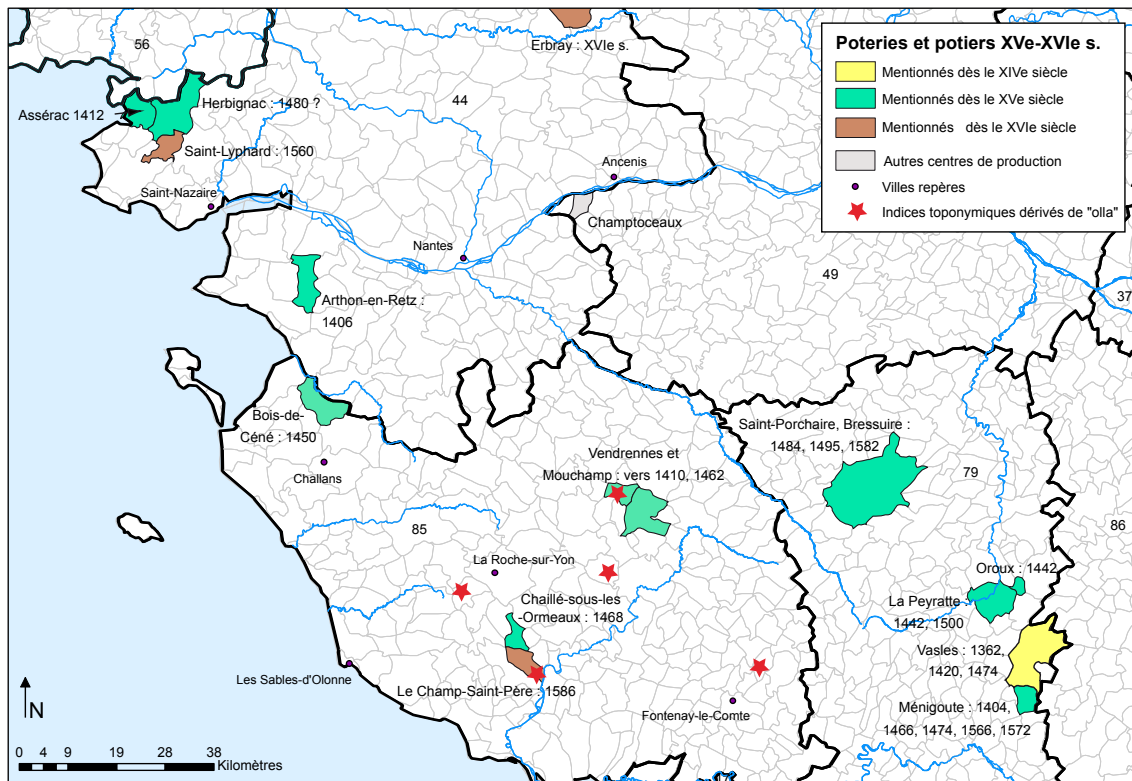 56
Erbray : XVIe s.
Assérac 1412
Herbignac : 1480 ?
44
Saint-Lyphard : 1560
Saint-Nazaire
Ancenis
Champtoceaux
Nantes
Arthon-en-Retz :
1406
49
37
Poteries et potiers XVe-XVIe s.
Mentionnés dès le XIVe siècle
Mentionnés dès le XVe siècle
Mentionnés dès le XVIe siècle
Autres centres de production
Villes repères
Indices toponymiques dérivés de "olla"
Bois-de-
Céné : 1450
Challans
Vendrennes et
Mouchamp : vers 1410, 1462
Saint-Porchaire, Bressuire :
1484, 1495, 1582
79
86
85
La Roche-sur-Yon
Chaillé-sous-les
-Ormeaux : 1468
Oroux : 1442
La Peyratte :
1442, 1500
Vasles : 1362,
1420, 1474
Les Sables-d'Olonne
Le Champ-Saint-Père : 1586
Fontenay-le-Comte
Ménigoute : 1404,
1466, 1474, 1566, 1572
N
0 4 9 19 28 38
Kilomètres